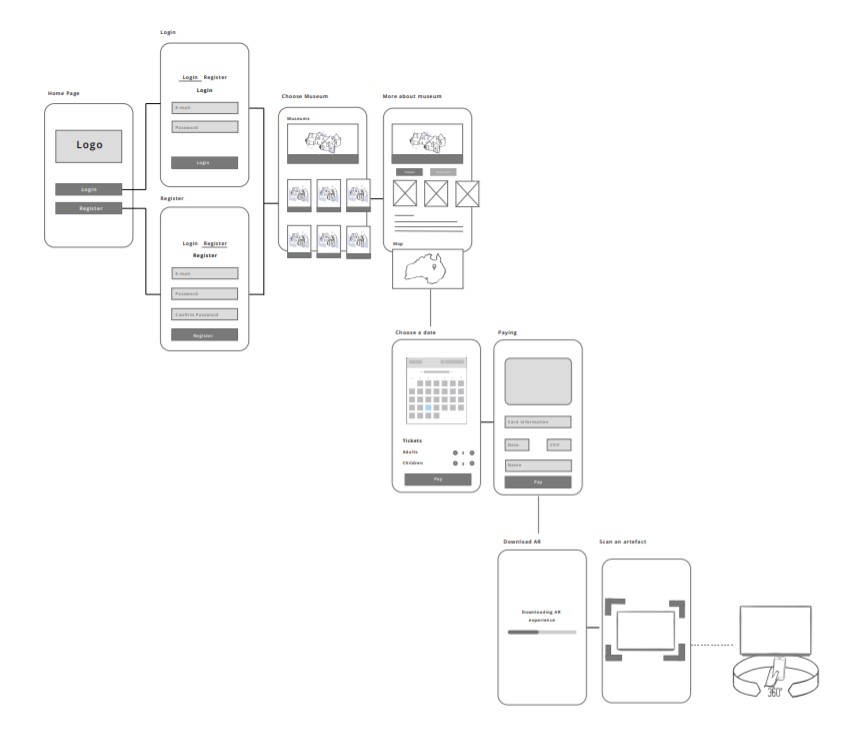 Login
Login Register
Login
E-mail
Password
Login
Home Page
Logo
Login
Register
Register
Login Register
Register
E-mail
Password
Confirm Password
Register
Choose Museum
Museums
More about museum
Map
Choose a date
Tickets
Adults
Children
Pay
Paying
Card information
Date
CVV
Name
Pay
Download AR
Downloading AR
experience
Scan an artefact
360°